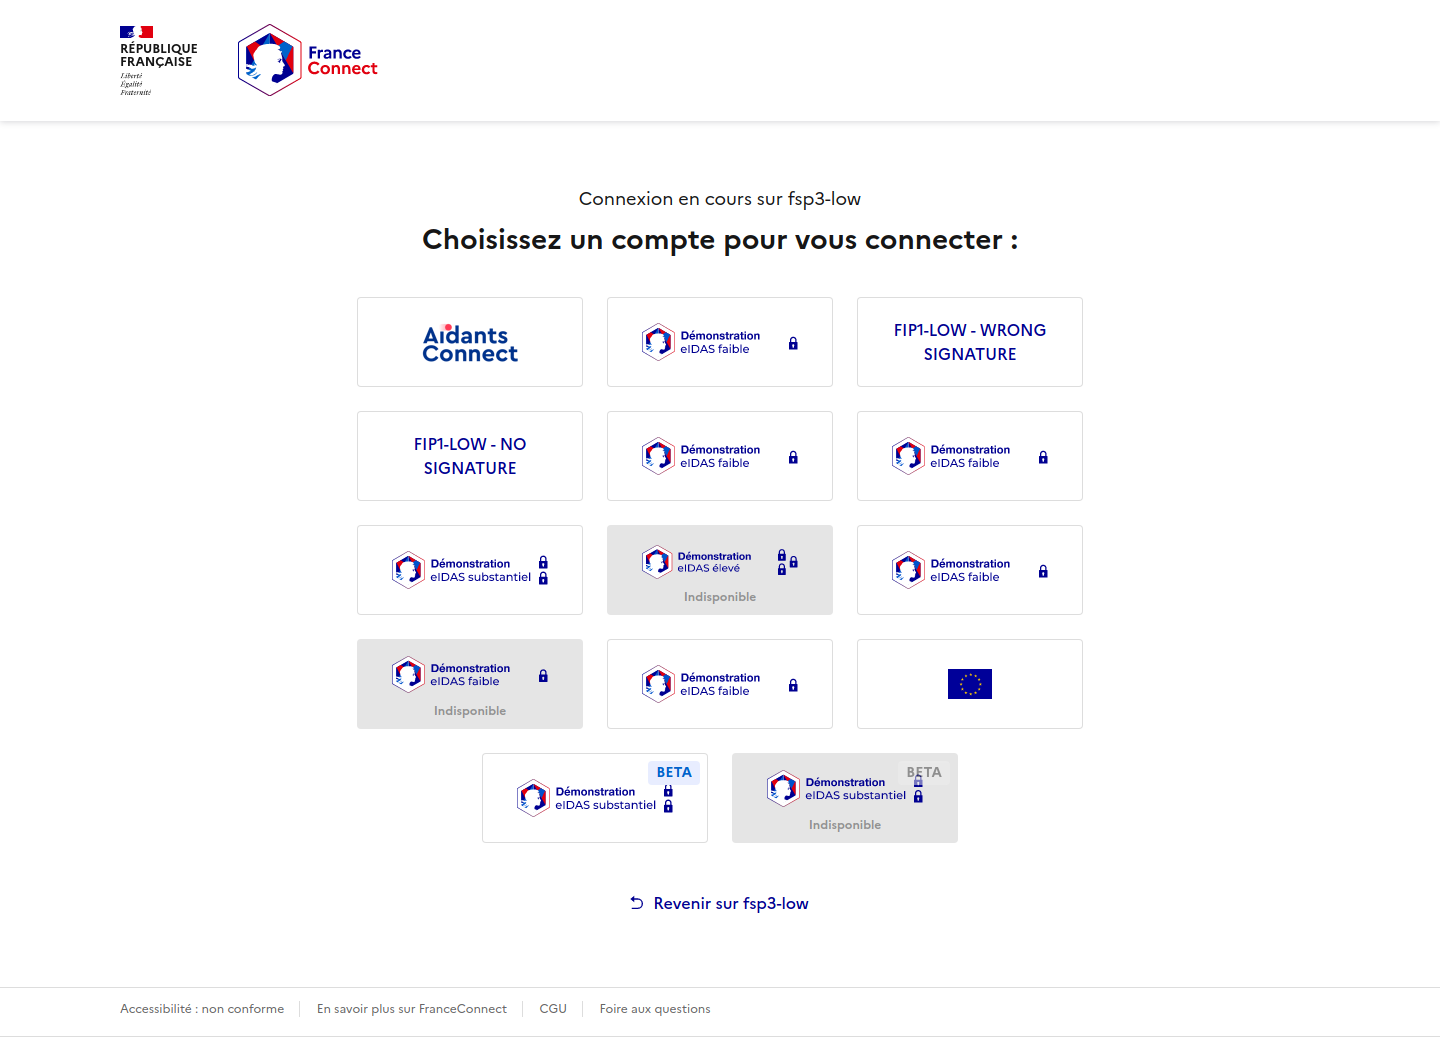 RÉPUBLIQUE
FRANÇAISE
Liberté
Égalité
Fraternité
France
Connect
Connexion en cours sur fsp3-low
Choisissez un compte pour vous connecter :
Aidants
Connect
Démonstration
eIDAS faible
FIP1-LOW - WRONG
SIGNATURE
FIP1-LOW - NO
SIGNATURE
Démonstration
eIDAS faible
Démonstration
eIDAS faible
Démonstration
eIDAS substantiel
Démonstration
eIDAS élevé
Indisponible
Démonstration
eIDAS faible
Démonstration
eIDAS faible
Indisponible
Démonstration
eIDAS faible
BETA
Démonstration
eIDAS substantiel
BETA
Démonstration
eIDAS substantiel
Indisponible
Revenir sur fsp3-low
Accessibilité : non conforme
En savoir plus sur FranceConnect
CGU
Foire aux questions